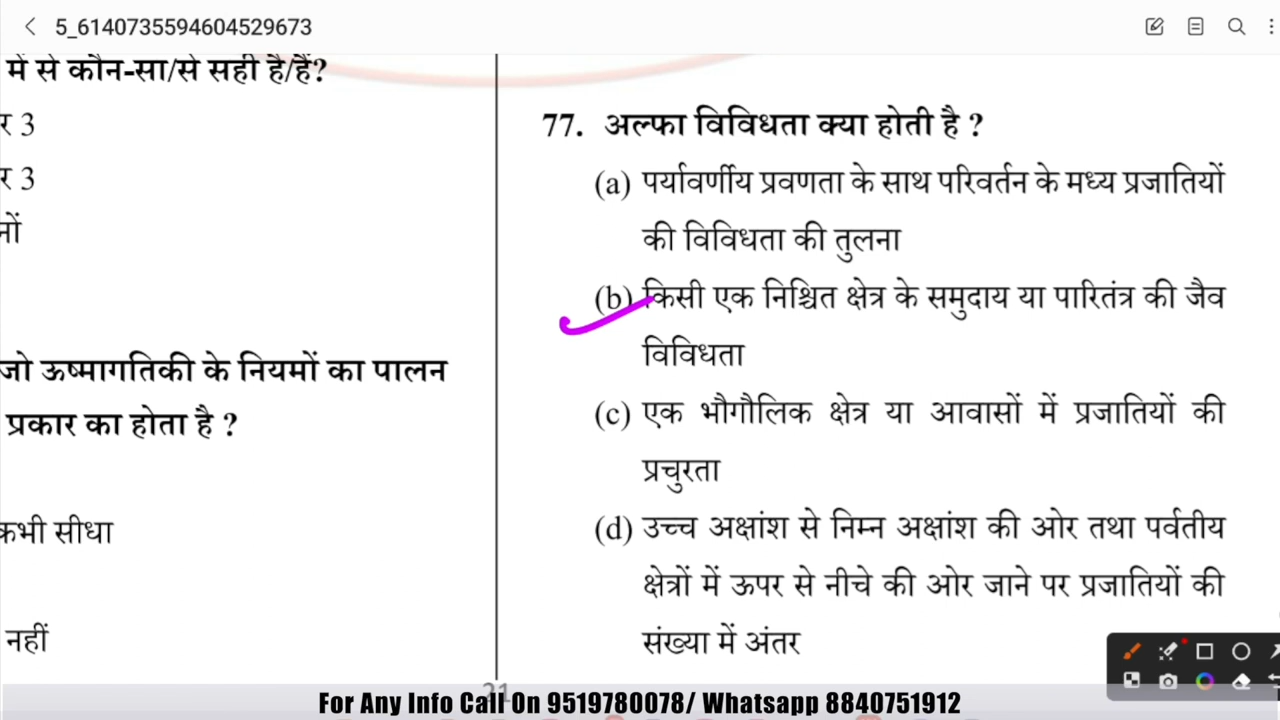 5_6140735594604529673
में से कौन-सा/से सही है/हैं?
र 3
र 3
नों
जो ऊष्मागतिकी के नियमों का पालन
प्रकार का होता है ?
कभी सीधा
नहीं
77. अल्फा विविधता क्या होती है ?
(a) पर्यावर्णीय प्रवणता के साथ परिवर्तन के मध्य प्रजातियों
की विविधता की तुलना
(b) किसी एक निश्चित क्षेत्र के समुदाय या पारितंत्र की जैव
विविधता
(c) एक भौगौलिक क्षेत्र या आवासों में प्रजातियों की
प्रचुरता
(d) उच्च अक्षांश से निम्न अक्षांश की ओर तथा पर्वतीय
क्षेत्रों में ऊपर से नीचे की ओर जाने पर प्रजातियों की
संख्या में अंतर
21
For Any Info Call On 9519780078/ Whatsapp 8840751912